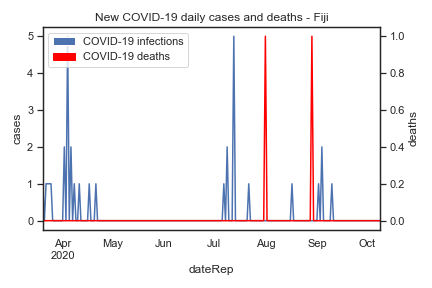 New COVID-19 daily cases and deaths - Fiji
COVID-19 infections
COVID-19 deaths
5
4
3
2
1
0
cases
1.0
0.8
0.6
0.4
0.2
0.0
deaths
Apr May Jun Jul Aug Sep Oct
2020
dateRep